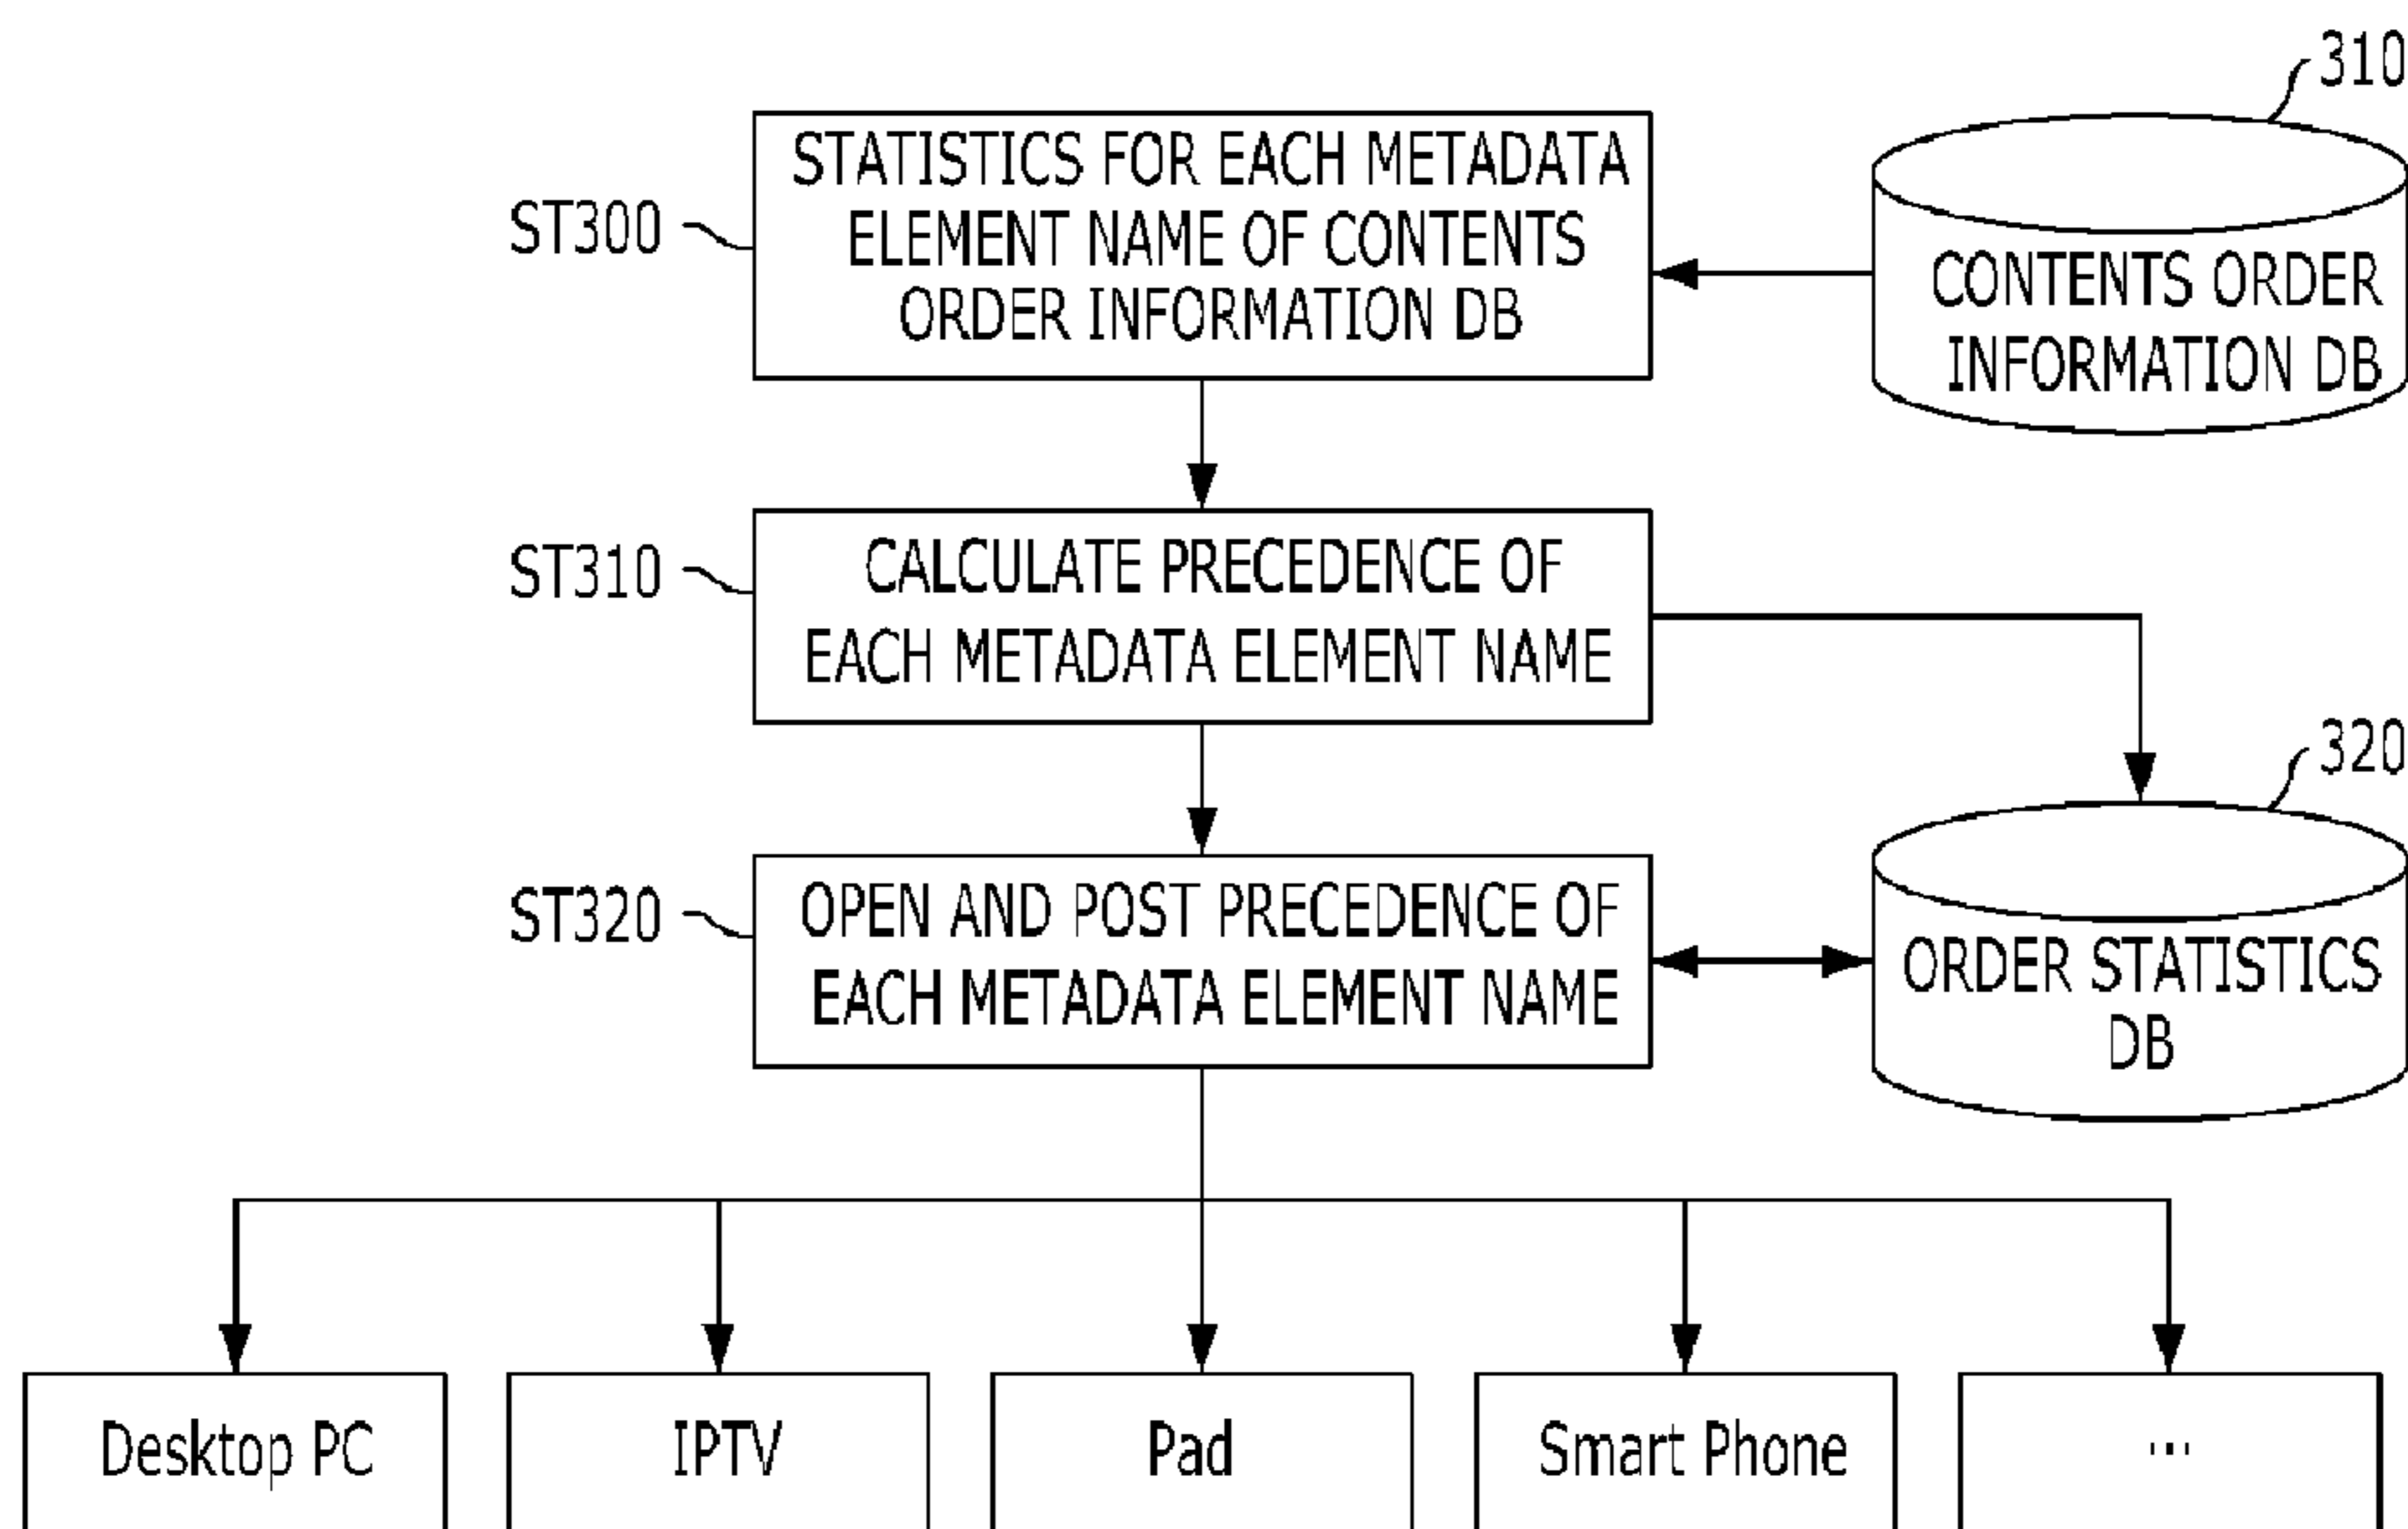 310
STATISTICS FOR EACH METADATA
ELEMENT NAME OF CONTENTS
ORDER INFORMATION DB
ST300
CONTENTS ORDER
INFORMATION DB
ST310
CALCULATE PRECEDENCE OF
EACH METADATA ELEMENT NAME
320
ST320
OPEN AND POST PRECEDENCE OF
EACH METADATA ELEMENT NAME
ORDER STATISTICS
DB
Desktop PC
IPTV
Pad
Smart Phone
...